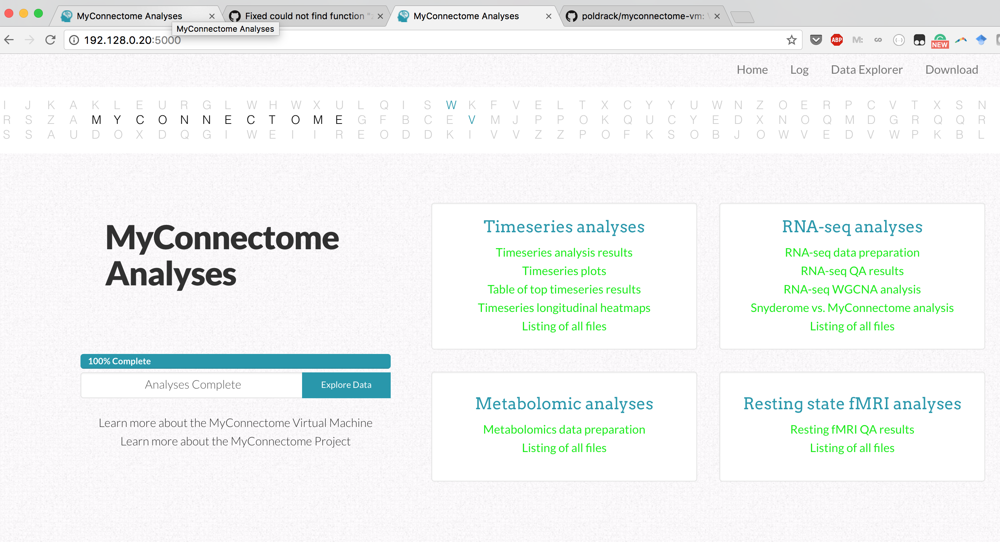 MyConnectome Analyses
Fixed could not find function "z
MyConnectome Analyses
poldrack/myconnectome-vm:
MyConnectome Analyses
192.128.0.20:5000
ABP
M:
NEW
Home Log Data Explorer Download
I J K A K L E U R G L W H W X U L Q I S W K F V E L T X C Y Y U W N Z O E R P C V T X S N
R S Z A M Y C O N N E C T O M E G F B C E V M J P P O K Q U C Y E D X N O Q M D G R Q Q R
S S A U D O X D Q G I W E I I R E O D D K I V V Z Z P O F K S O B J O W V E D V W P K B L
MyConnectome
Analyses
100% Complete
Analyses Complete
Explore Data
Learn more about the MyConnectome Virtual Machine
Learn more about the MyConnectome Project
Timeseries analyses
Timeseries analysis results
Timeseries plots
Table of top timeseries results
Timeseries longitudinal heatmaps
Listing of all files
RNA-seq analyses
RNA-seq data preparation
RNA-seq QA results
RNA-seq WGCNA analysis
Snyderome vs. MyConnectome analysis
Listing of all files
Metabolomic analyses
Metabolomics data preparation
Listing of all files
Resting state fMRI analyses
Resting fMRI QA results
Listing of all files